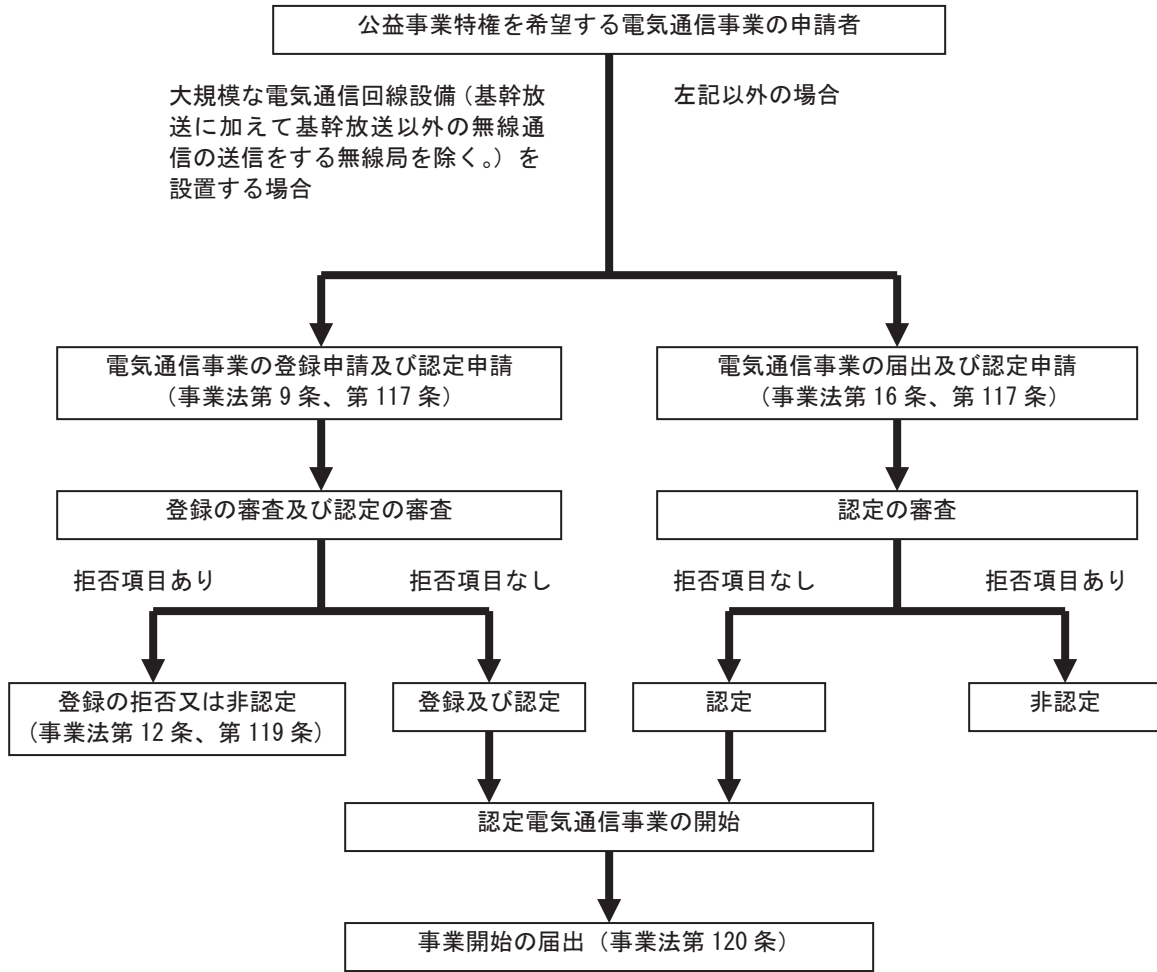 公益事業特権を希望する電気通信事業の申請者
大規模な電気通信回線設備（基幹放
送に加えて基幹放送以外の無線通
信の送信をする無線局を除く。）を
設置する場合
左記以外の場合
電気通信事業の登録申請及び認定申請
（事業法第 9 条、第 117 条）
電気通信事業の届出及び認定申請
（事業法第 16 条、第 117 条）
登録の審査及び認定の審査
認定の審査
拒否項目あり
拒否項目なし
拒否項目なし
拒否項目あり
登録の拒否又は非認定
（事業法第 12 条、第 119 条）
登録及び認定
認定
非認定
認定電気通信事業の開始
事業開始の届出（事業法第 120 条）